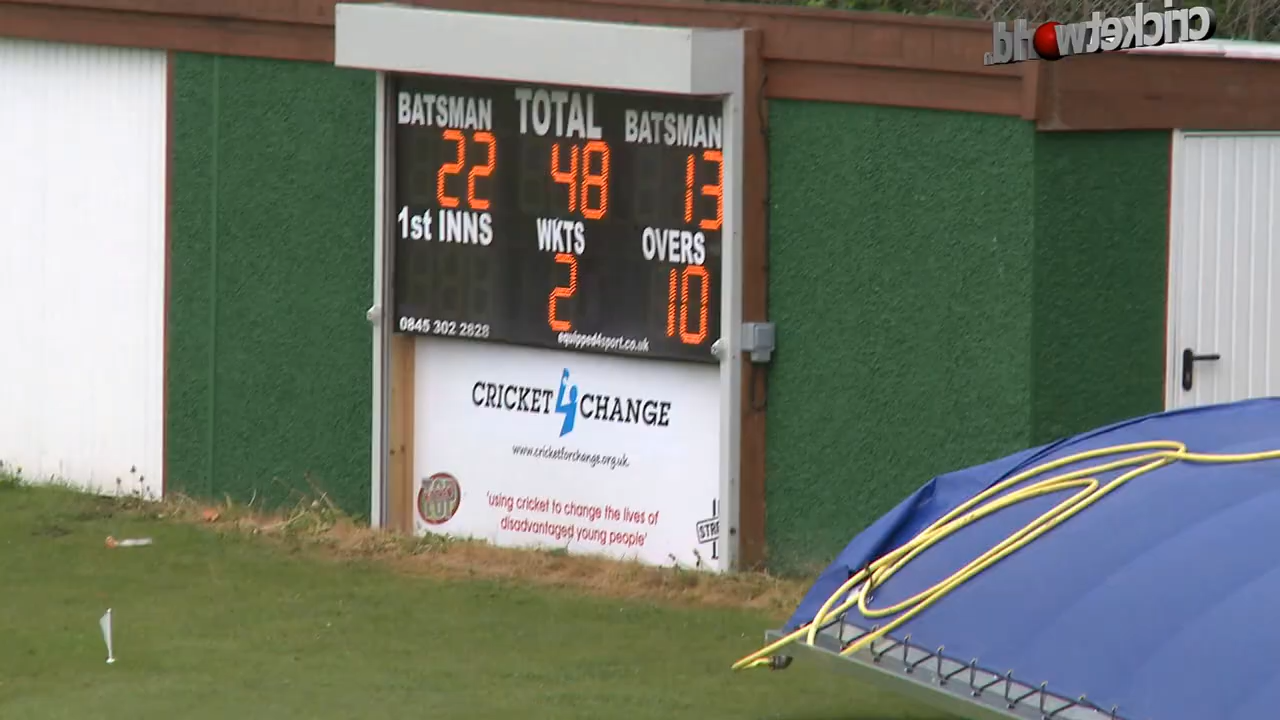 cricketworld
BATSMAN TOTAL BATSMAN
22 48 13
1st INNS WKTS OVERS
2 10
0845 302 2828 equipped4sport.co.uk
CRICKET 4 CHANGE
www.cricketforchange.org.uk
'using cricket to change the lives of
disadvantaged young people'